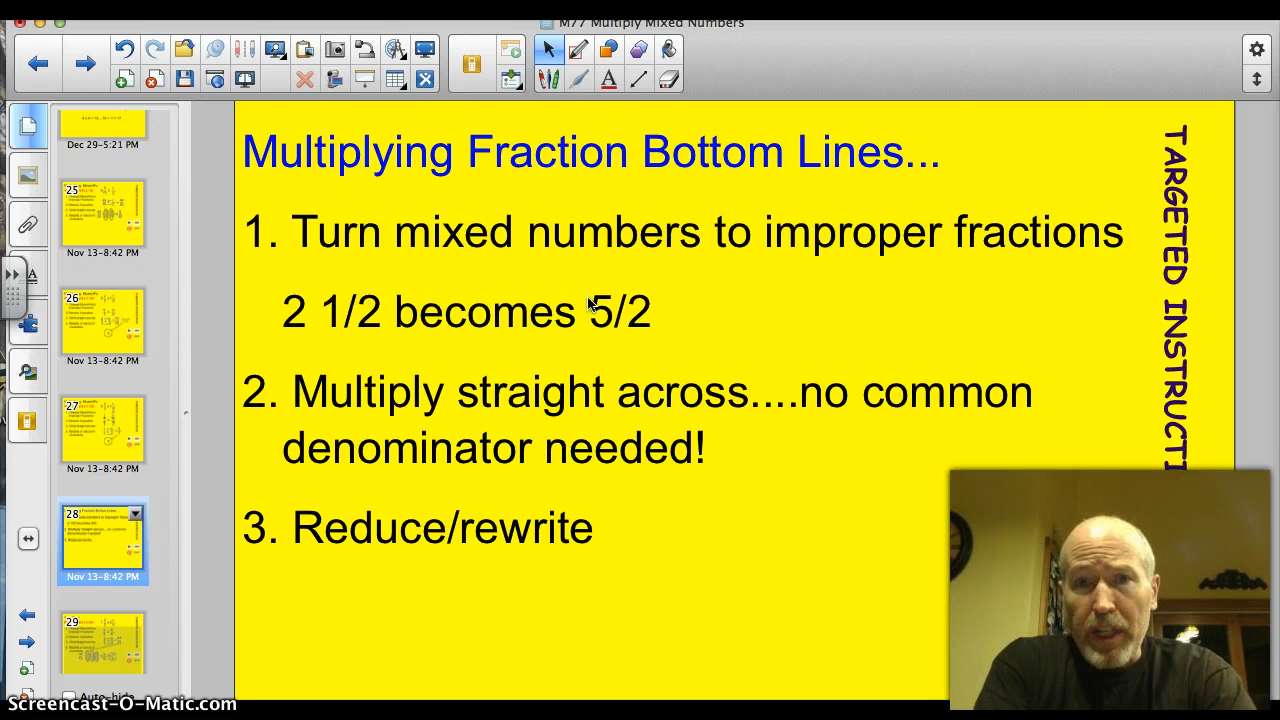 M77 Multiply Mixed Numbers
Dec 29-5:21 PM
25
Nov 13-8:42 PM
26
Nov 13-8:42 PM
27
Nov 13-8:42 PM
28
Nov 13-8:42 PM
29
Auto-hide
Multiplying Fraction Bottom Lines...
1. Turn mixed numbers to improper fractions
2 1/2 becomes 5/2
2. Multiply straight across....no common
denominator needed!
3. Reduce/rewrite
TARGETED INSTRUCTI
Screencast-O-Matic.com